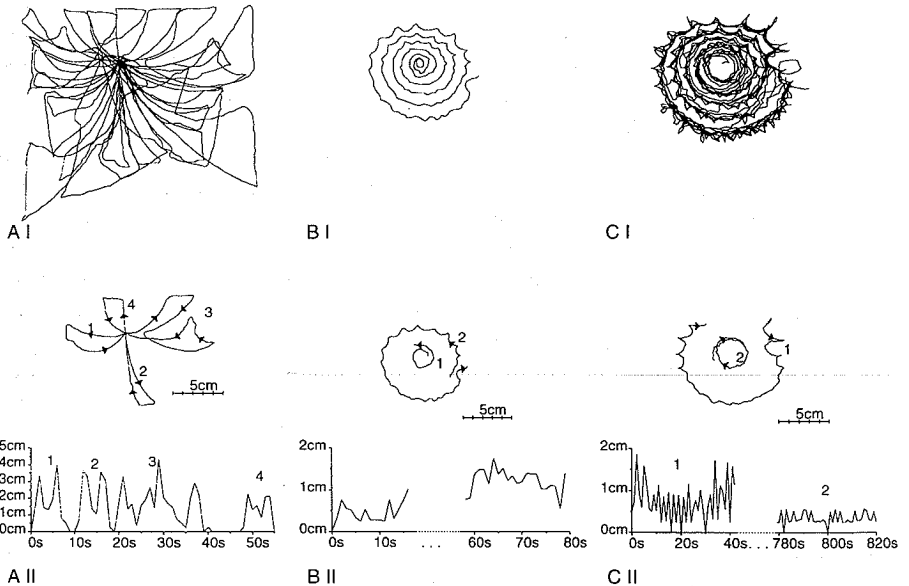 A I
B I
C I
4
1
3
2
5cm
2
1
5cm
1
2
5cm
5cm
4cm
3cm
2cm
1cm
0cm
1
2
3
4
0s
10s
20s
30s
40s
50s
2cm
1cm
0cm
0s
10s
...
60s
70s
80s
2cm
1cm
0cm
1
2
0s
20s
40s...780s
800s
820s
A II
B II
C II